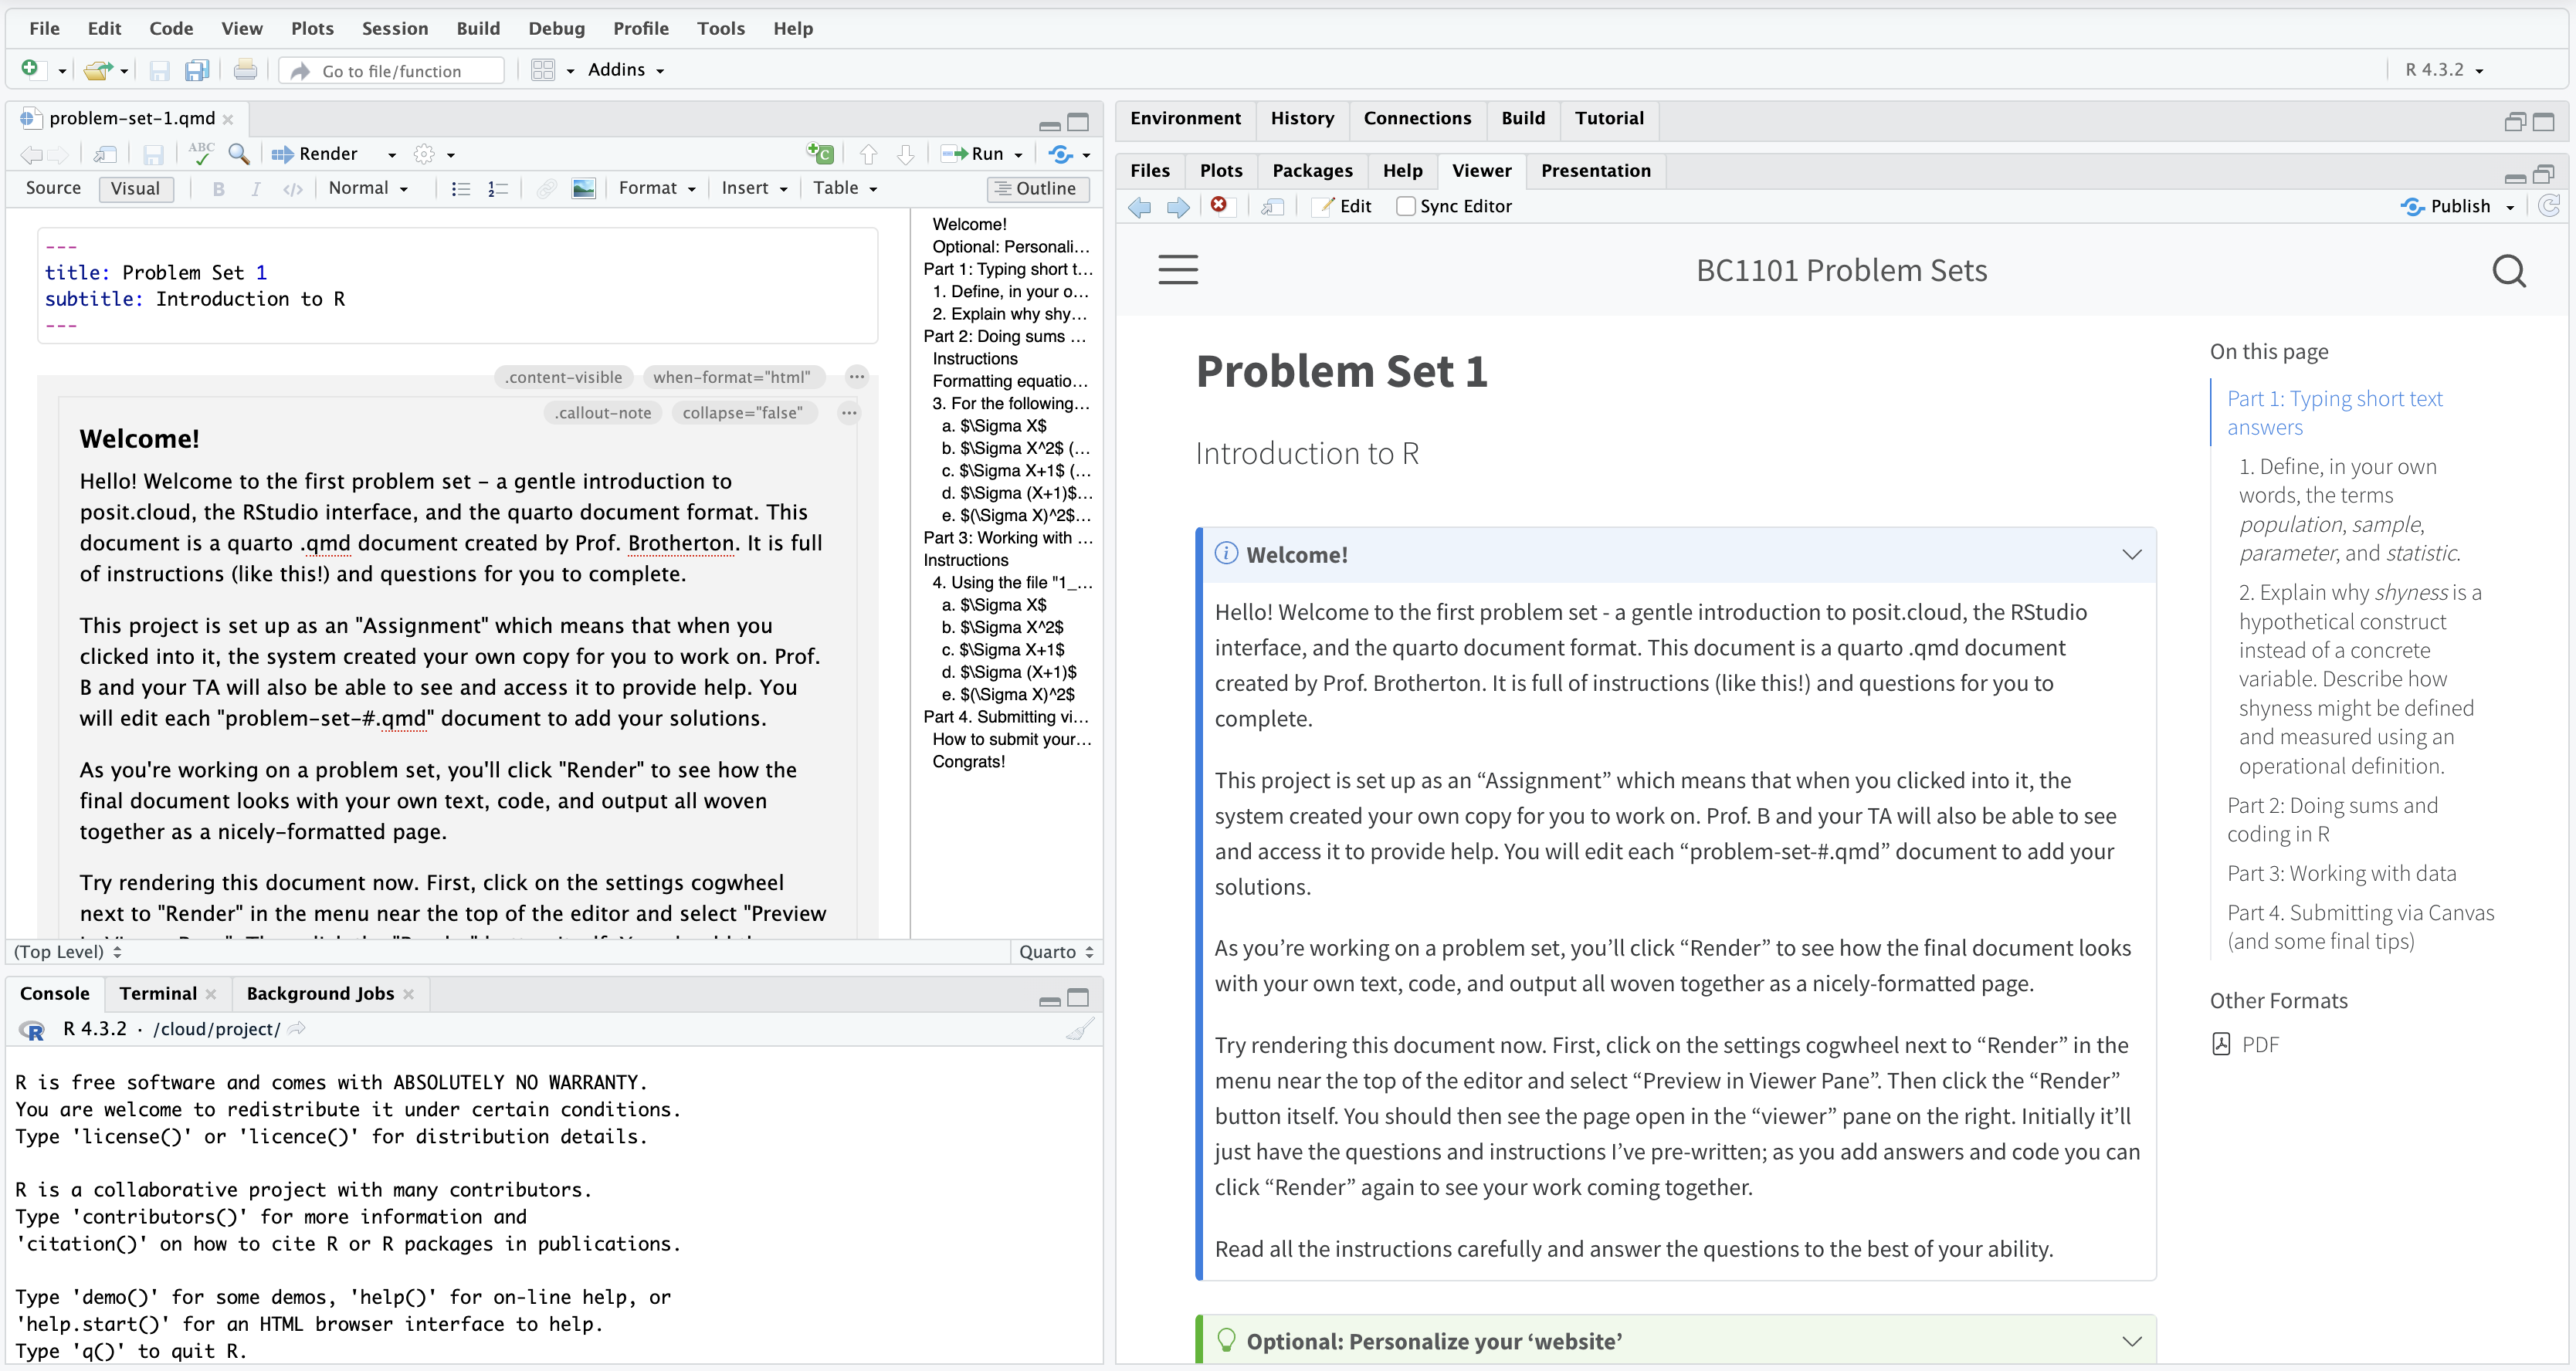 File Edit Code View Plots Session Build Debug Profile Tools Help
Go to file/function Addins R 4.3.2
problem-set-1.qmd
ABC Render Run
Source Visual B I </> Normal Format Insert Table Outline
---
title: Problem Set 1
subtitle: Introduction to R
---
.content-visible when-format="html" ...
.callout-note collapse="false" ...
Welcome!
Hello! Welcome to the first problem set – a gentle introduction to
posit.cloud, the RStudio interface, and the quarto document format. This
document is a quarto .qmd document created by Prof. Brotherton. It is full
of instructions (like this!) and questions for you to complete.
This project is set up as an "Assignment" which means that when you
clicked into it, the system created your own copy for you to work on. Prof.
B and your TA will also be able to see and access it to provide help. You
will edit each "problem-set-#.qmd" document to add your solutions.
As you're working on a problem set, you'll click "Render" to see how the
final document looks with your own text, code, and output all woven
together as a nicely-formatted page.
Try rendering this document now. First, click on the settings cogwheel
next to "Render" in the menu near the top of the editor and select "Preview
Welcome!
Optional: Personali...
Part 1: Typing short t...
1. Define, in your o...
2. Explain why shy...
Part 2: Doing sums ...
Instructions
Formatting equatio...
3. For the following...
a. $\Sigma X$
b. $\Sigma X^2$ (...
c. $\Sigma X+1$ (...
d. $\Sigma (X+1)$...
e. $(\Sigma X)^2$...
Part 3: Working with ...
Instructions
4. Using the file "1_...
a. $\Sigma X$
b. $\Sigma X^2$
c. $\Sigma X+1$
d. $\Sigma (X+1)$
e. $(\Sigma X)^2$
Part 4. Submitting vi...
How to submit your...
Congrats!
(Top Level) Quarto
Console Terminal Background Jobs
R R 4.3.2 · /cloud/project/
R is free software and comes with ABSOLUTELY NO WARRANTY.
You are welcome to redistribute it under certain conditions.
Type 'license()' or 'licence()' for distribution details.
R is a collaborative project with many contributors.
Type 'contributors()' for more information and
'citation()' on how to cite R or R packages in publications.
Type 'demo()' for some demos, 'help()' for on-line help, or
'help.start()' for an HTML browser interface to help.
Type 'q()' to quit R.
Environment History Connections Build Tutorial
Files Plots Packages Help Viewer Presentation
Edit Sync Editor Publish
BC1101 Problem Sets
Problem Set 1
Introduction to R
Welcome!
Hello! Welcome to the first problem set - a gentle introduction to posit.cloud, the RStudio
interface, and the quarto document format. This document is a quarto .qmd document
created by Prof. Brotherton. It is full of instructions (like this!) and questions for you to
complete.
This project is set up as an “Assignment” which means that when you clicked into it, the
system created your own copy for you to work on. Prof. B and your TA will also be able to see
and access it to provide help. You will edit each “problem-set-#.qmd” document to add your
solutions.
As you’re working on a problem set, you’ll click “Render” to see how the final document looks
with your own text, code, and output all woven together as a nicely-formatted page.
Try rendering this document now. First, click on the settings cogwheel next to “Render” in the
menu near the top of the editor and select “Preview in Viewer Pane”. Then click the “Render”
button itself. You should then see the page open in the “viewer” pane on the right. Initially it’ll
just have the questions and instructions I’ve pre-written; as you add answers and code you can
click “Render” again to see your work coming together.
Read all the instructions carefully and answer the questions to the best of your ability.
Optional: Personalize your ‘website’
On this page
Part 1: Typing short text
answers
1. Define, in your own
words, the terms
population, sample,
parameter, and statistic.
2. Explain why shyness is a
hypothetical construct
instead of a concrete
variable. Describe how
shyness might be defined
and measured using an
operational definition.
Part 2: Doing sums and
coding in R
Part 3: Working with data
Part 4. Submitting via Canvas
(and some final tips)
Other Formats
PDF